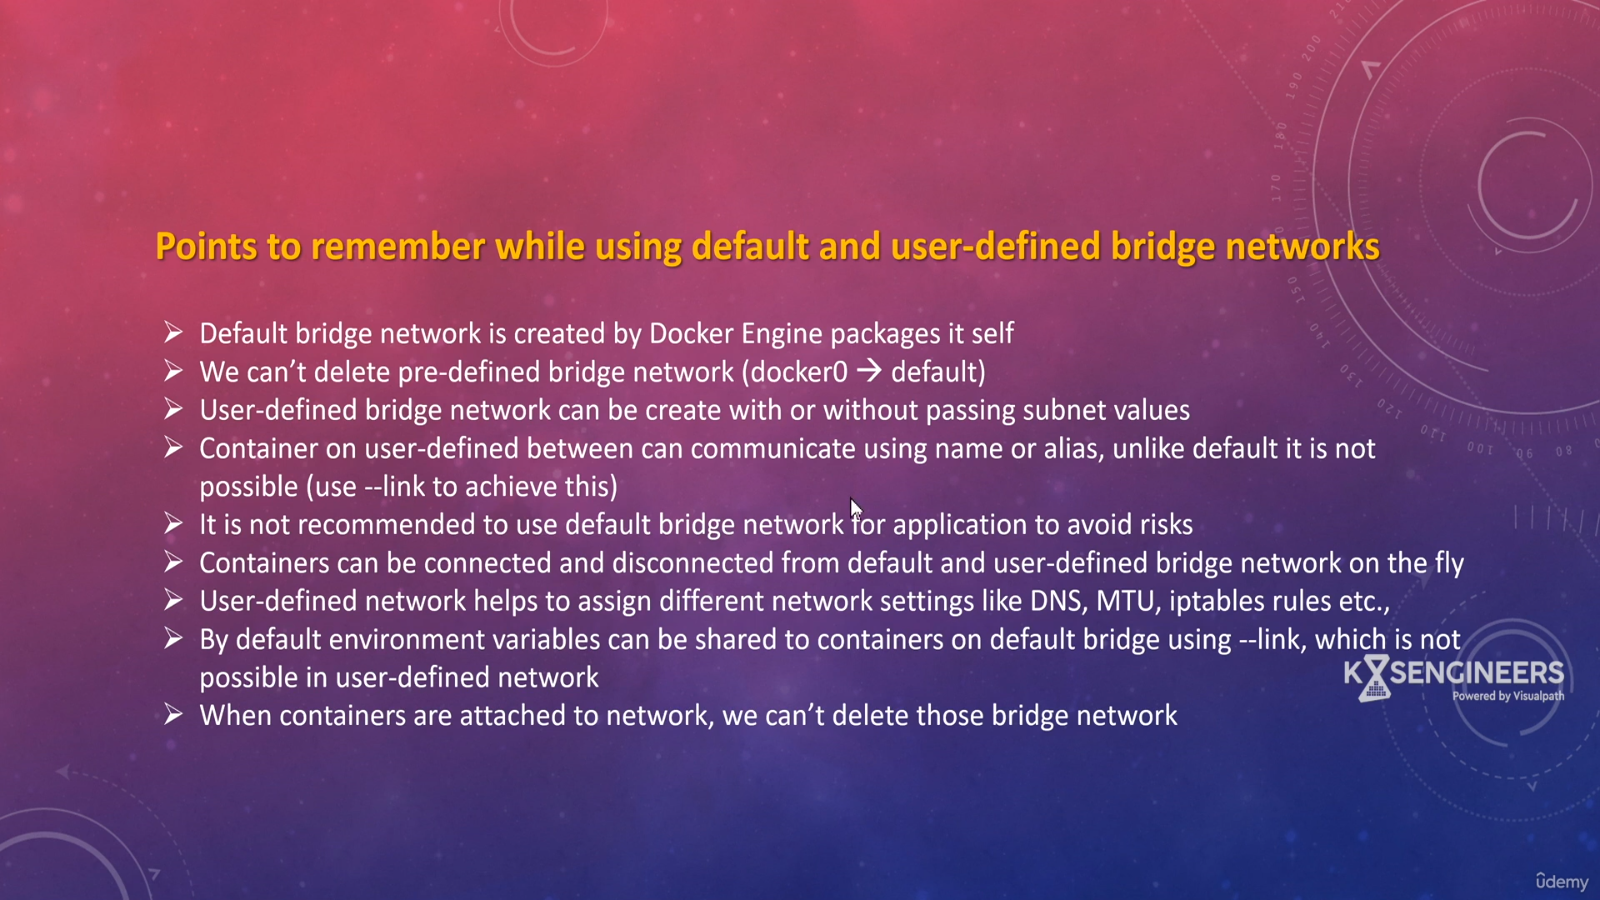 Points to remember while using default and user-defined bridge networks
➢ Default bridge network is created by Docker Engine packages it self
➢ We can’t delete pre-defined bridge network (docker0 → default)
➢ User-defined bridge network can be create with or without passing subnet values
➢ Container on user-defined between can communicate using name or alias, unlike default it is not
possible (use --link to achieve this)
➢ It is not recommended to use default bridge network for application to avoid risks
➢ Containers can be connected and disconnected from default and user-defined bridge network on the fly
➢ User-defined network helps to assign different network settings like DNS, MTU, iptables rules etc.,
➢ By default environment variables can be shared to containers on default bridge using --link, which is not
possible in user-defined network
➢ When containers are attached to network, we can’t delete those bridge network
K8SENGINEERS
Powered by Visualpath
210
200
190
180
170
150
140
130
120
110
100
90
80
ûdemy